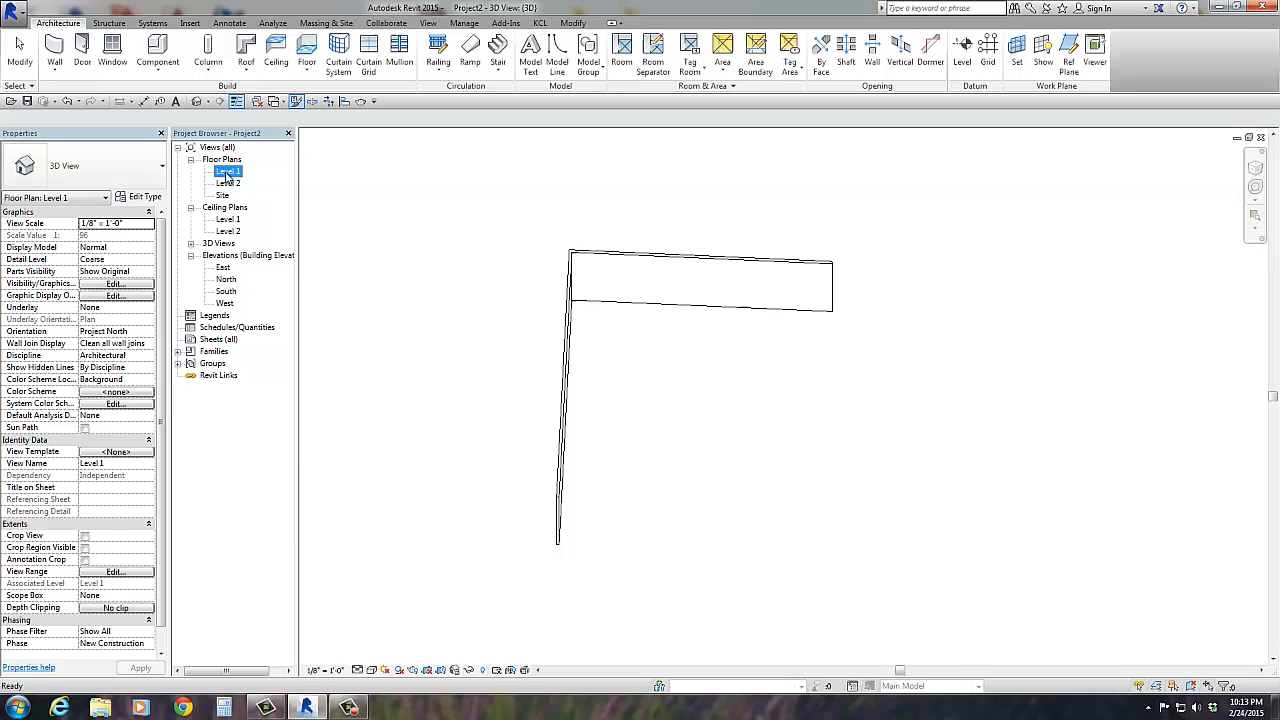 Autodesk Revit 2015 - Project2 - 3D View: {3D}
Type a keyword or phrase
Sign In
Architecture Structure Systems Insert Annotate Analyze Massing & Site Collaborate View Manage Add-Ins KCL Modify
Modify Wall Door Window Component Column Roof Ceiling Floor Curtain System Curtain Grid Mullion Railing Ramp Stair Model Text Model Line Model Group Room Room Separator Tag Room Area Area Boundary Tag Area By Face Shaft Wall Vertical Dormer Level Grid Set Show Ref Plane Viewer
Select Build Circulation Model Room & Area Opening Datum Work Plane
Properties
3D View
Floor Plan: Level 1 Edit Type
Graphics
View Scale 1/8" = 1'-0"
Scale Value 1: 96
Display Model Normal
Detail Level Coarse
Parts Visibility Show Original
Visibility/Graphics... Edit...
Graphic Display O... Edit...
Underlay None
Underlay Orientati... Plan
Orientation Project North
Wall Join Display Clean all wall joins
Discipline Architectural
Show Hidden Lines By Discipline
Color Scheme Loc... Background
Color Scheme <none>
System Color Sch... Edit...
Default Analysis D... None
Sun Path
Identity Data
View Template <None>
View Name Level 1
Dependency Independent
Title on Sheet
Referencing Sheet
Referencing Detail
Extents
Crop View
Crop Region Visible
Annotation Crop
View Range Edit...
Associated Level Level 1
Scope Box None
Depth Clipping No clip
Phasing
Phase Filter Show All
Phase New Construction
Properties help Apply
Project Browser - Project2
Views (all)
Floor Plans
Level 1
Level 2
Site
Ceiling Plans
Level 1
Level 2
3D Views
Elevations (Building Elevat
East
North
South
West
Legends
Schedules/Quantities
Sheets (all)
Families
Groups
Revit Links
1/8" = 1'-0"
Ready
:0
Main Model
:0
10:13 PM
2/24/2015